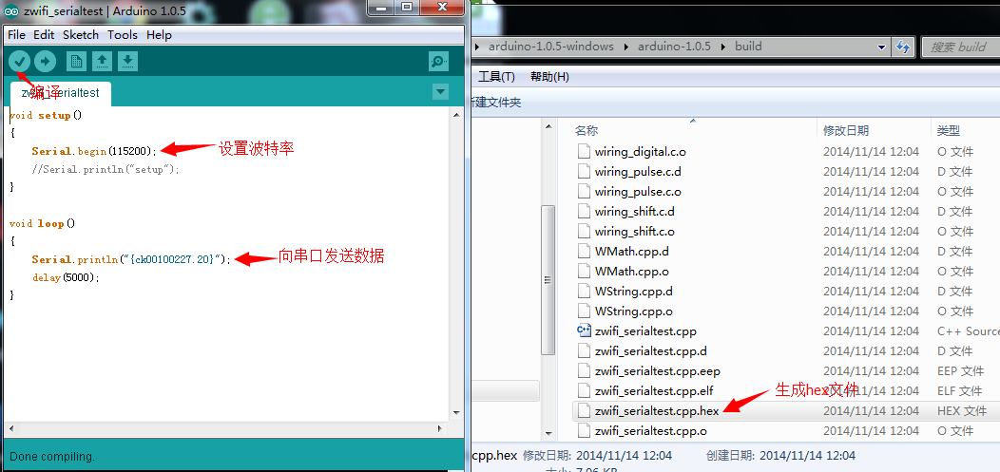 zwifi_serialtest | Arduino 1.0.5
File Edit Sketch Tools Help
编译
zwifi_serialtest
void setup()
{
Serial.begin(115200);
设置波特率
//Serial.println("setup");
}
void loop()
{
Serial.println("{ck00100227.20}");
向串口发送数据
delay(5000);
}
Done compiling.
arduino-1.0.5-windows arduino-1.0.5 build
搜索 build
工具(T) 帮助(H)
新建文件夹
名称 修改日期 类型
wiring_digital.c.o 2014/11/14 12:04 O 文件
wiring_pulse.c.d 2014/11/14 12:04 D 文件
wiring_pulse.c.o 2014/11/14 12:04 O 文件
wiring_shift.c.d 2014/11/14 12:04 D 文件
wiring_shift.c.o 2014/11/14 12:04 O 文件
WMath.cpp.d 2014/11/14 12:04 D 文件
WMath.cpp.o 2014/11/14 12:04 O 文件
WString.cpp.d 2014/11/14 12:04 D 文件
WString.cpp.o 2014/11/14 12:04 O 文件
zwifi_serialtest.cpp 2014/11/14 12:04 C++ Source
zwifi_serialtest.cpp.d 2014/11/14 12:04 D 文件
zwifi_serialtest.cpp.eep 2014/11/14 12:04 EEP 文件
zwifi_serialtest.cpp.elf 2014/11/14 12:04 ELF 文件
生成hex文件
zwifi_serialtest.cpp.hex 2014/11/14 12:04 HEX 文件
zwifi_serialtest.cpp.o 2014/11/14 12:04 O 文件
cpp.hex 修改日期: 2014/11/14 12:04 创建日期: 2014/11/14 12:04
大小: 7.06 KB